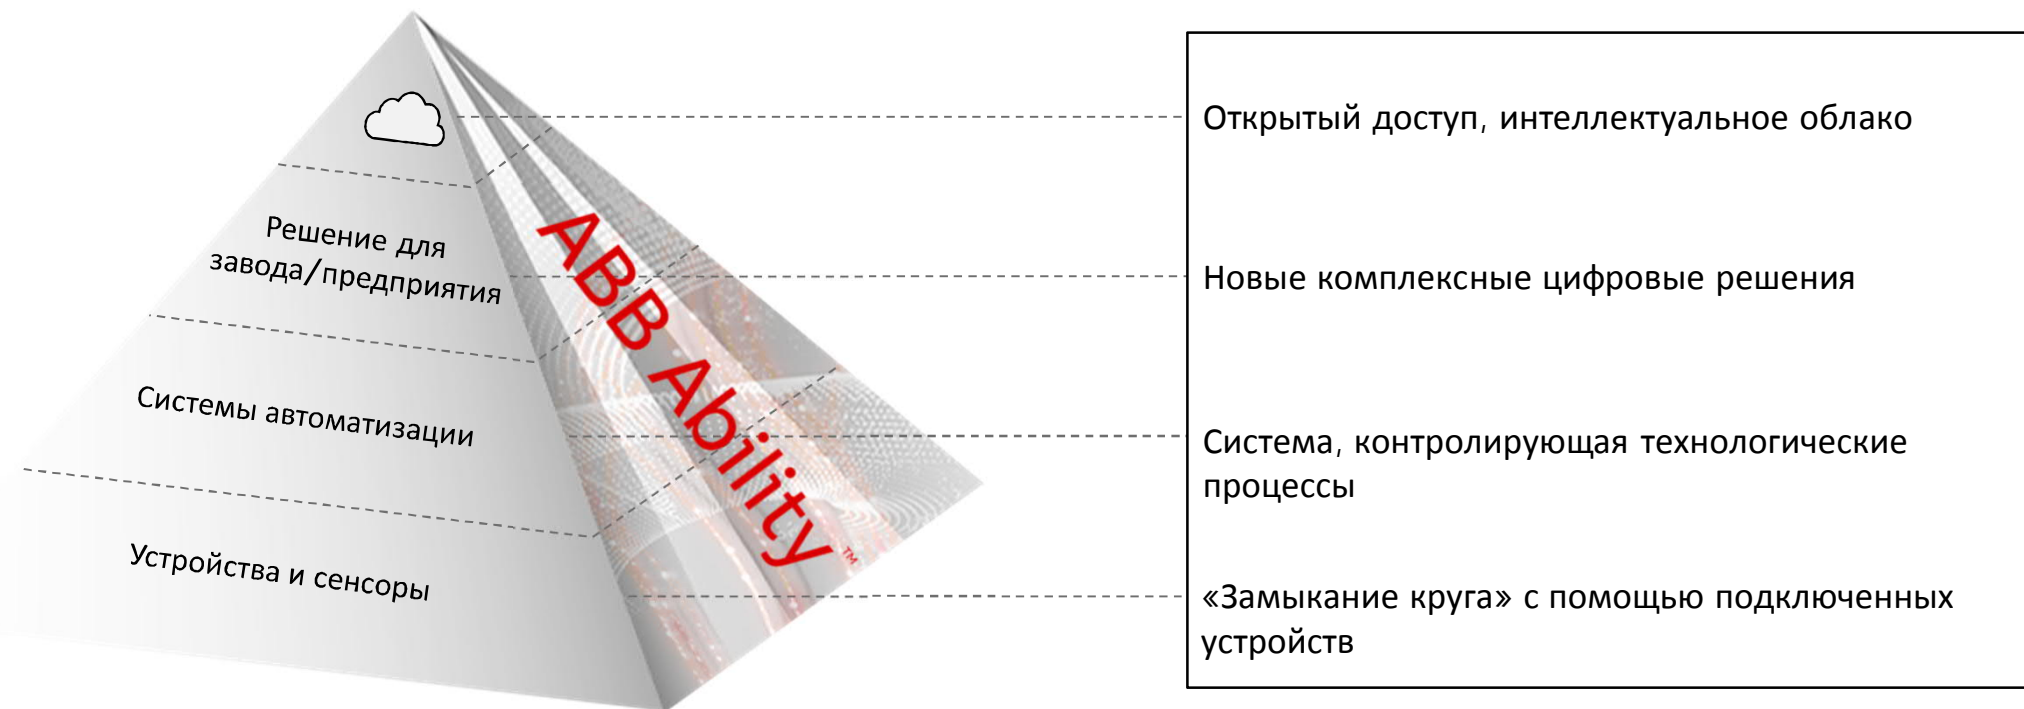 Решение для
завода/предприятия
Системы автоматизации
Устройства и сенсоры
ABB Ability™
Открытый доступ, интеллектуальное облако
Новые комплексные цифровые решения
Система, контролирующая технологические
процессы
«Замыкание круга» с помощью подключенных
устройств